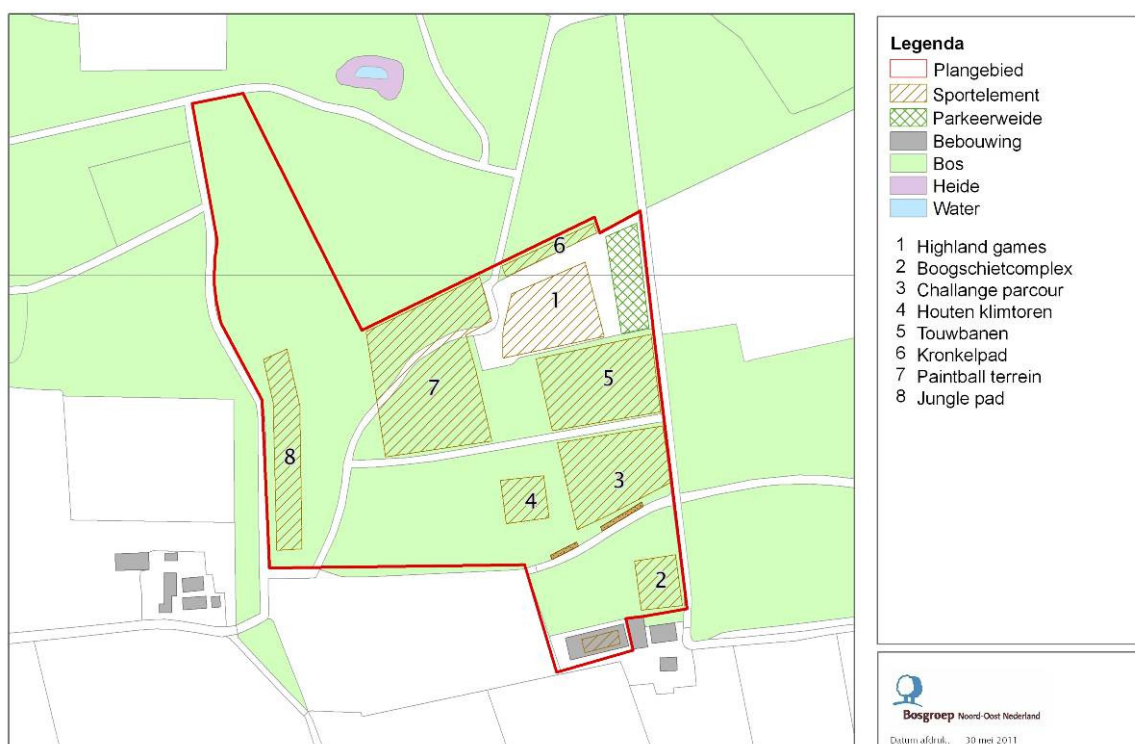 6
1
5
7
8
3
4
2
Legenda
Plangebied
Sportelement
Parkeerweide
Bebouwing
Bos
Heide
Water
1 Highland games
2 Boogschietcomplex
3 Challange parcour
4 Houten klimtoren
5 Touwbanen
6 Kronkelpad
7 Paintball terrein
8 Jungle pad
Bosgroep Noord-Oost Nederland
Datum afdruk.. 30 mei 2011